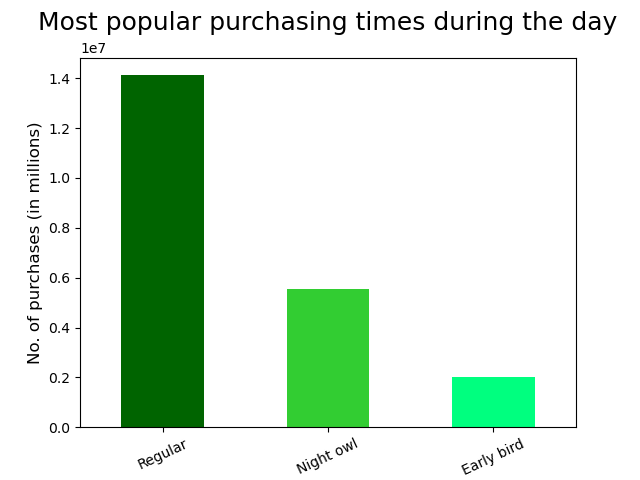 Most popular purchasing times during the day
1e7
No. of purchases (in millions)
1.4
1.2
1.0
0.8
0.6
0.4
0.2
0.0
Regular
Night owl
Early bird